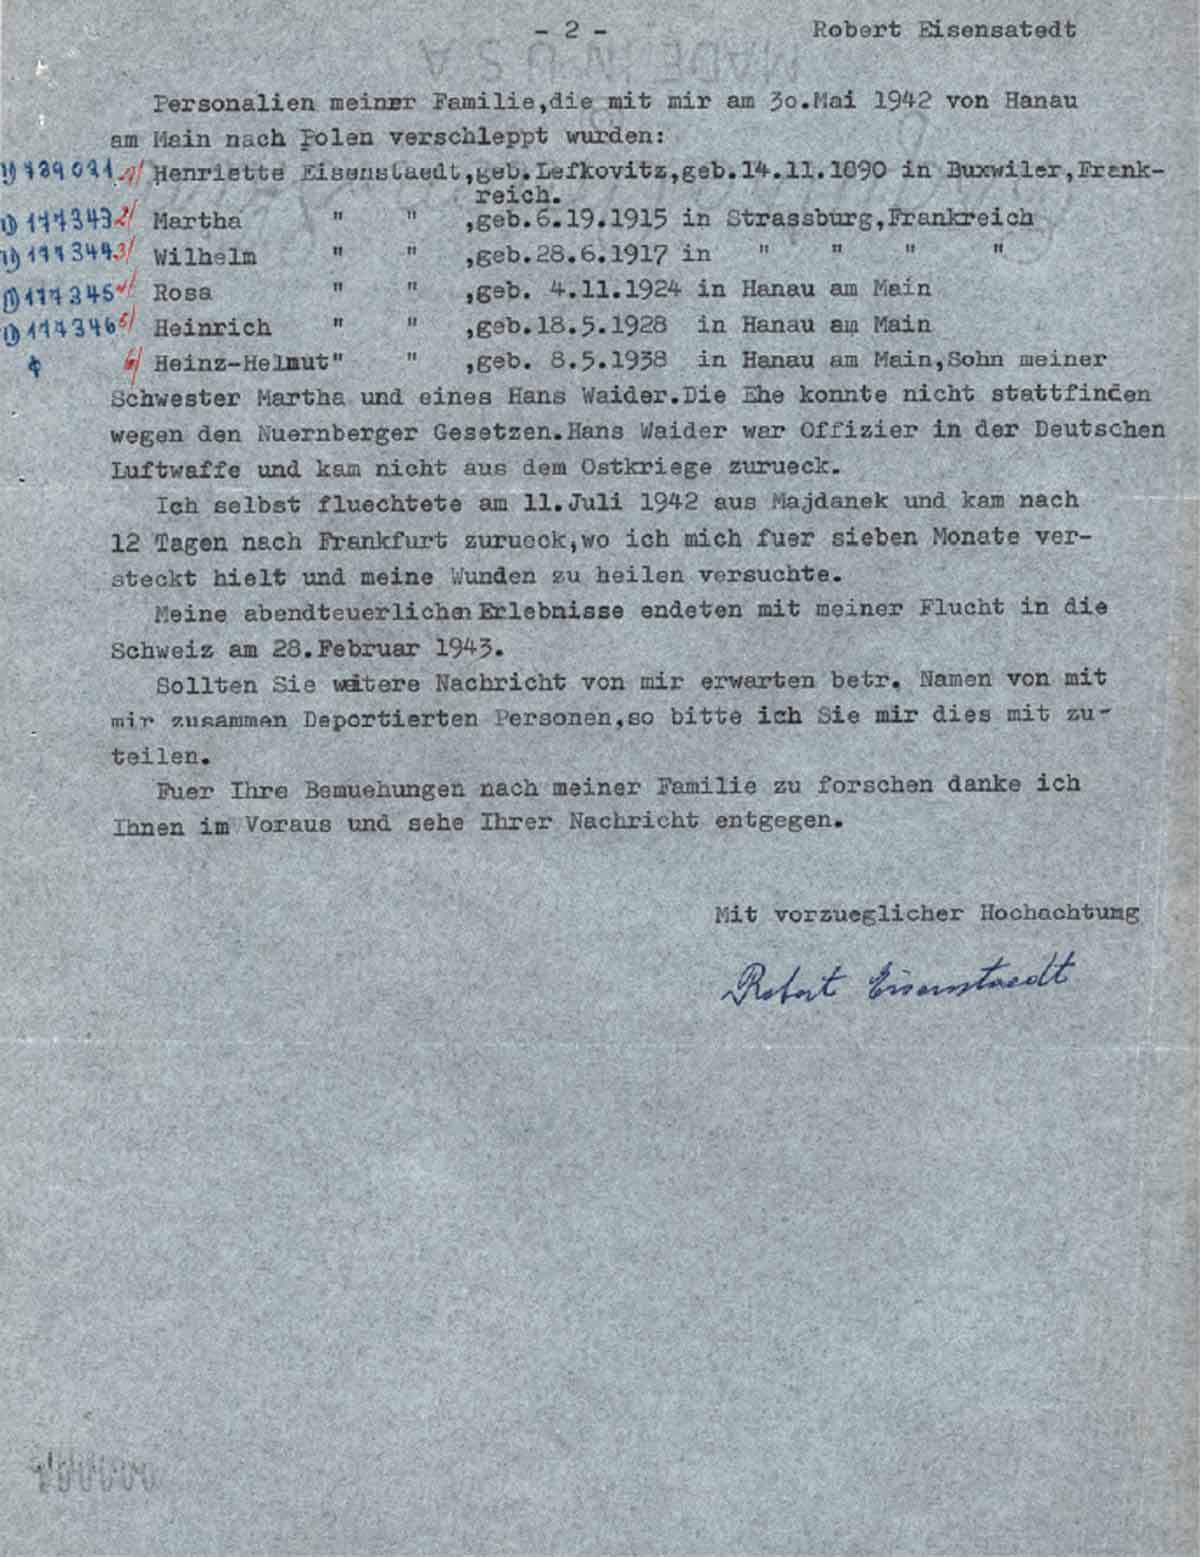 - 2 - Robert Eisensatedt
MADE IN U S A
Personalien meiner Familie,die mit mir am 30.Mai 1942 von Hanau
am Main nach Polen verschleppt wurden:
1/ Henriette Eisenstaedt,geb.Lefkovitz,geb.14.11.1890 in Buxwiler,Frank-
reich.
177343 2/ Martha " " ,geb.6.19.1915 in Strassburg,Frankreich
177344 3/ Wilhelm " " ,geb.28.6.1917 in " " " "
177345 4/ Rosa " " ,geb. 4.11.1924 in Hanau am Main
177346 5/ Heinrich " " ,geb.18.5.1928 in Hanau am Main
6/ Heinz-Helmut" " ,geb. 8.5.1938 in Hanau am Main,Sohn meiner
Schwester Martha und eines Hans Waider.Die Ehe konnte nicht stattfinden
wegen den Nuernberger Gesetzen.Hans Waider war Offizier in der Deutschen
Luftwaffe und kam nicht aus dem Ostkriege zurueck.
Ich selbst fluechtete am 11.Juli 1942 aus Majdanek und kam nach
12 Tagen nach Frankfurt zurueck,wo ich mich fuer sieben Monate ver-
steckt hielt und meine Wunden zu heilen versuchte.
Meine abendteuerlichen Erlebnisse endeten mit meiner Flucht in die
Schweiz am 28.Februar 1943.
Sollten Sie weitere Nachricht von mir erwarten betr. Namen von mit
mir zusammen Deportierten Personen,so bitte ich Sie mir dies mit zu-
teilen.
Fuer Ihre Bemuehungen nach meiner Familie zu forschen danke ich
Ihnen im Voraus und sehe Ihrer Nachricht entgegen.
Mit vorzueglicher Hochachtung
Robert Eisenstaedt